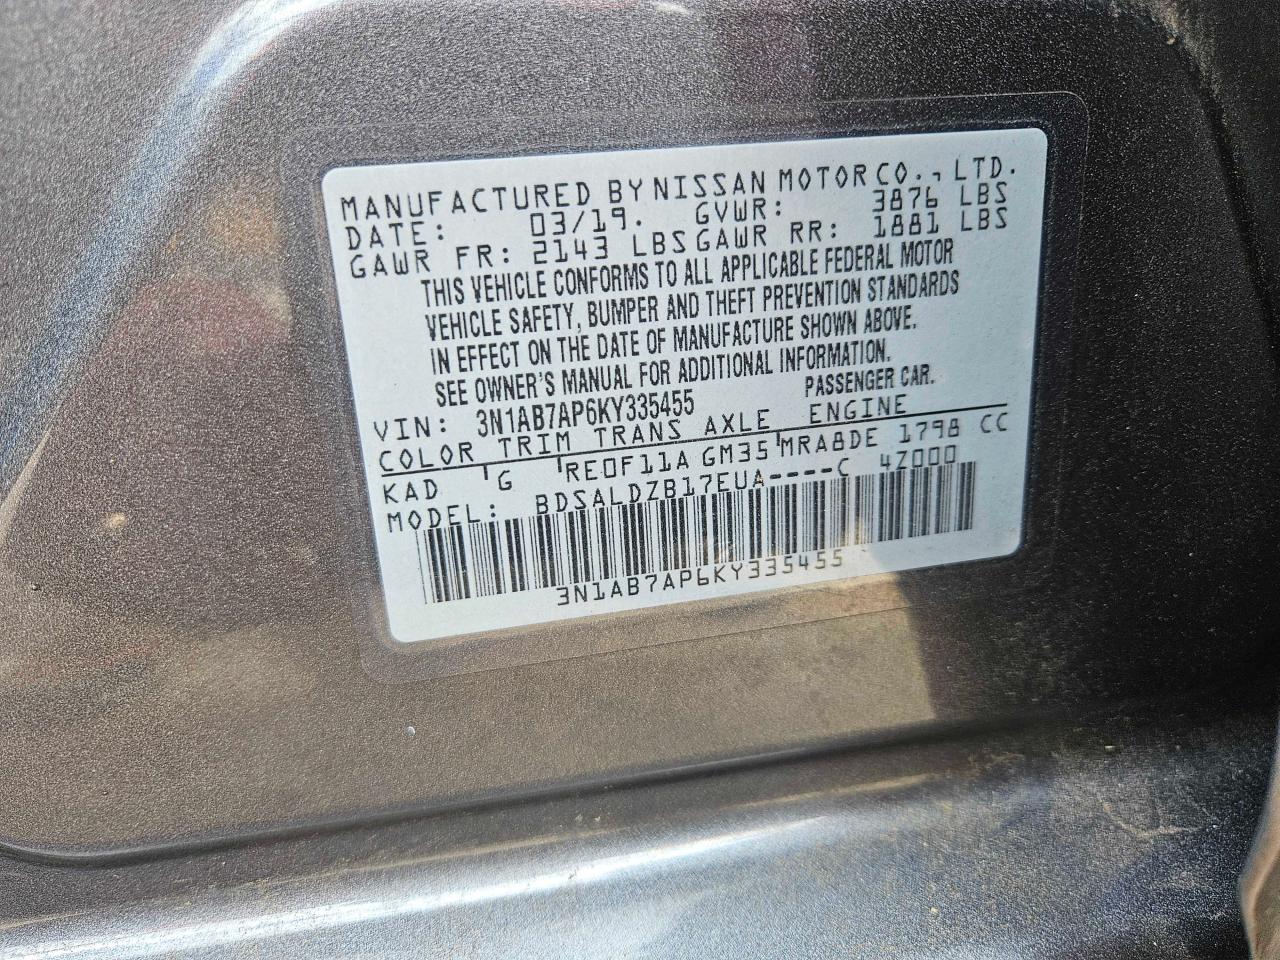 MANUFACTURED BY NISSAN MOTOR CO., LTD.
DATE: 03/19. GVWR: 3876 LBS
GAWR FR: 2143 LBS GAWR RR: 1881 LBS
THIS VEHICLE CONFORMS TO ALL APPLICABLE FEDERAL MOTOR
VEHICLE SAFETY, BUMPER AND THEFT PREVENTION STANDARDS
IN EFFECT ON THE DATE OF MANUFACTURE SHOWN ABOVE.
SEE OWNER'S MANUAL FOR ADDITIONAL INFORMATION.
VIN: 3N1AB7AP6KY335455 PASSENGER CAR.
COLOR TRIM TRANS AXLE ENGINE
KAD G RE0F11A GM35 MRA8DE 1798 CC
MODEL: BDSALDZB17EUA----C 4Z000
3N1AB7AP6KY335455